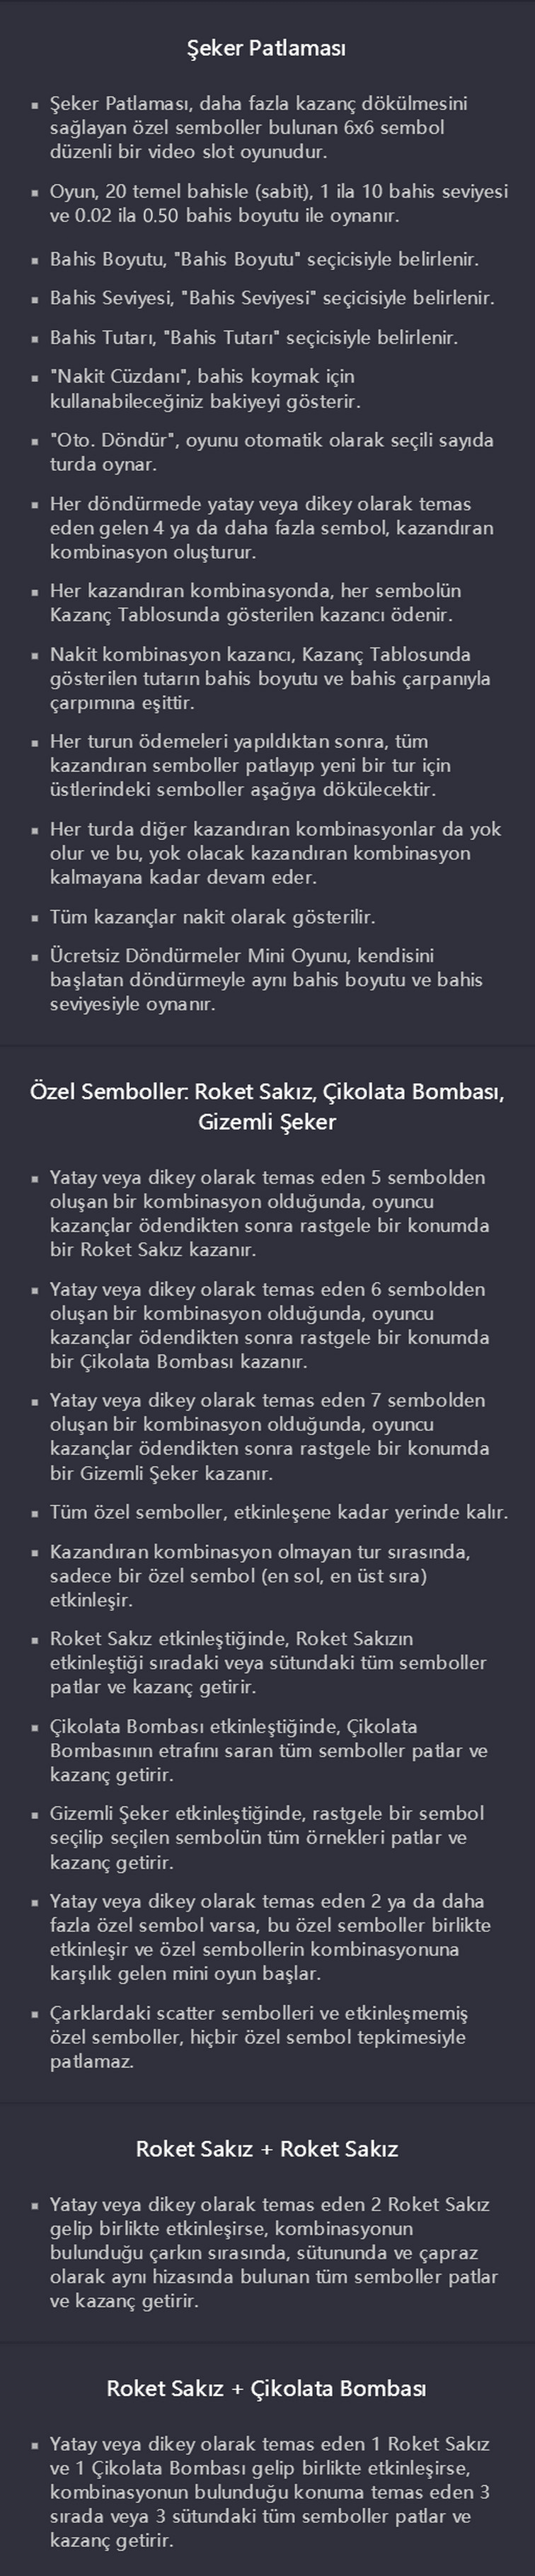 Şeker Patlaması
▪ Şeker Patlaması, daha fazla kazanç dökülmesini
sağlayan özel semboller bulunan 6x6 sembol
düzenli bir video slot oyunudur.
▪ Oyun, 20 temel bahisle (sabit), 1 ila 10 bahis seviyesi
ve 0.02 ila 0.50 bahis boyutu ile oynanır.
▪ Bahis Boyutu, "Bahis Boyutu" seçicisiyle belirlenir.
▪ Bahis Seviyesi, "Bahis Seviyesi" seçicisiyle belirlenir.
▪ Bahis Tutarı, "Bahis Tutarı" seçicisiyle belirlenir.
▪ "Nakit Cüzdanı", bahis koymak için
kullanabileceğiniz bakiyeyi gösterir.
▪ "Oto. Döndür", oyunu otomatik olarak seçili sayıda
turda oynar.
▪ Her döndürmede yatay veya dikey olarak temas
eden gelen 4 ya da daha fazla sembol, kazandıran
kombinasyon oluşturur.
▪ Her kazandıran kombinasyonda, her sembolün
Kazanç Tablosunda gösterilen kazancı ödenir.
▪ Nakit kombinasyon kazancı, Kazanç Tablosunda
gösterilen tutarın bahis boyutu ve bahis çarpanıyla
çarpımına eşittir.
▪ Her turun ödemeleri yapıldıktan sonra, tüm
kazandıran semboller patlayıp yeni bir tur için
üstlerindeki semboller aşağıya dökülecektir.
▪ Her turda diğer kazandıran kombinasyonlar da yok
olur ve bu, yok olacak kazandıran kombinasyon
kalmayana kadar devam eder.
▪ Tüm kazançlar nakit olarak gösterilir.
▪ Ücretsiz Döndürmeler Mini Oyunu, kendisini
başlatan döndürmeyle aynı bahis boyutu ve bahis
seviyesiyle oynanır.
Özel Semboller: Roket Sakız, Çikolata Bombası,
Gizemli Şeker
▪ Yatay veya dikey olarak temas eden 5 sembolden
oluşan bir kombinasyon olduğunda, oyuncu
kazançlar ödendikten sonra rastgele bir konumda
bir Roket Sakız kazanır.
▪ Yatay veya dikey olarak temas eden 6 sembolden
oluşan bir kombinasyon olduğunda, oyuncu
kazançlar ödendikten sonra rastgele bir konumda
bir Çikolata Bombası kazanır.
▪ Yatay veya dikey olarak temas eden 7 sembolden
oluşan bir kombinasyon olduğunda, oyuncu
kazançlar ödendikten sonra rastgele bir konumda
bir Gizemli Şeker kazanır.
▪ Tüm özel semboller, etkinleşene kadar yerinde kalır.
▪ Kazandıran kombinasyon olmayan tur sırasında,
sadece bir özel sembol (en sol, en üst sıra)
etkinleşir.
▪ Roket Sakız etkinleştiğinde, Roket Sakızın
etkinleştiği sıradaki veya sütundaki tüm semboller
patlar ve kazanç getirir.
▪ Çikolata Bombası etkinleştiğinde, Çikolata
Bombasının etrafını saran tüm semboller patlar ve
kazanç getirir.
▪ Gizemli Şeker etkinleştiğinde, rastgele bir sembol
seçilip seçilen sembolün tüm örnekleri patlar ve
kazanç getirir.
▪ Yatay veya dikey olarak temas eden 2 ya da daha
fazla özel sembol varsa, bu özel semboller birlikte
etkinleşir ve özel sembollerin kombinasyonuna
karşılık gelen mini oyun başlar.
▪ Çarklardaki scatter sembolleri ve etkinleşmemiş
özel semboller, hiçbir özel sembol tepkimesiyle
patlamaz.
Roket Sakız + Roket Sakız
▪ Yatay veya dikey olarak temas eden 2 Roket Sakız
gelip birlikte etkinleşirse, kombinasyonun
bulunduğu çarkın sırasında, sütununda ve çapraz
olarak aynı hizasında bulunan tüm semboller patlar
ve kazanç getirir.
Roket Sakız + Çikolata Bombası
▪ Yatay veya dikey olarak temas eden 1 Roket Sakız
ve 1 Çikolata Bombası gelip birlikte etkinleşirse,
kombinasyonun bulunduğu konuma temas eden 3
sırada veya 3 sütundaki tüm semboller patlar ve
kazanç getirir.